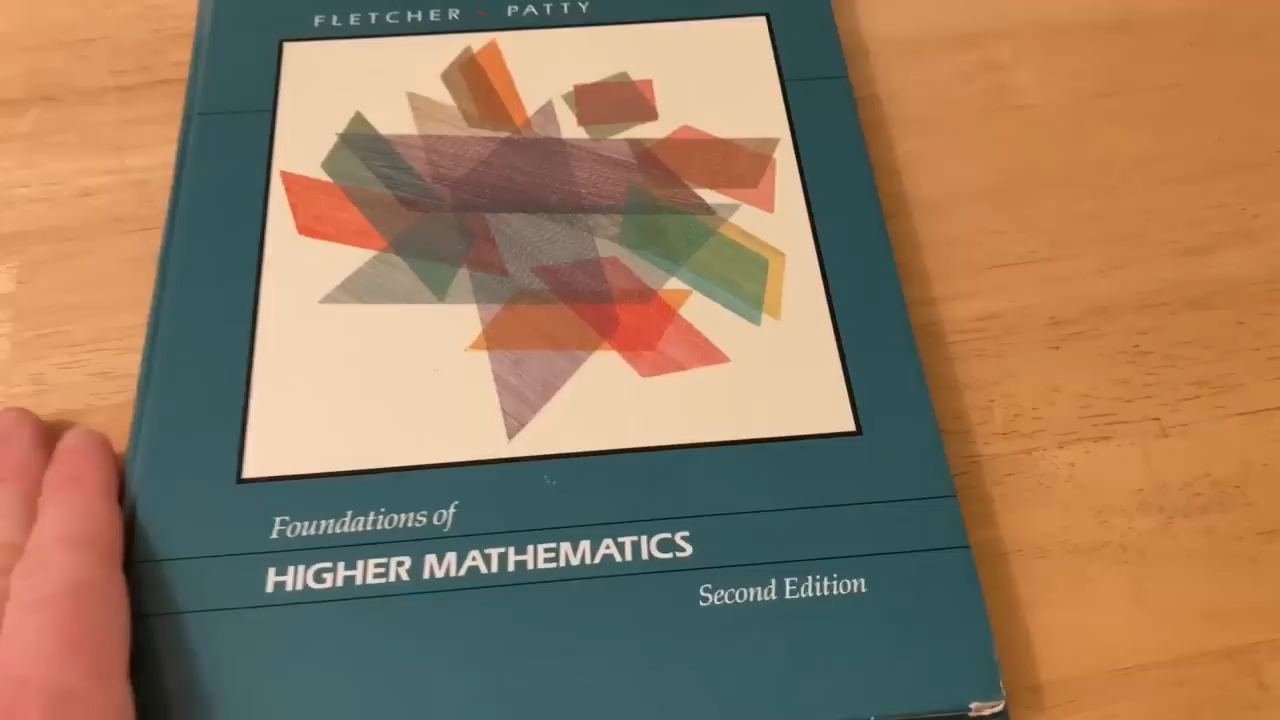 FLETCHER • PATTY
Foundations of
HIGHER MATHEMATICS
Second Edition